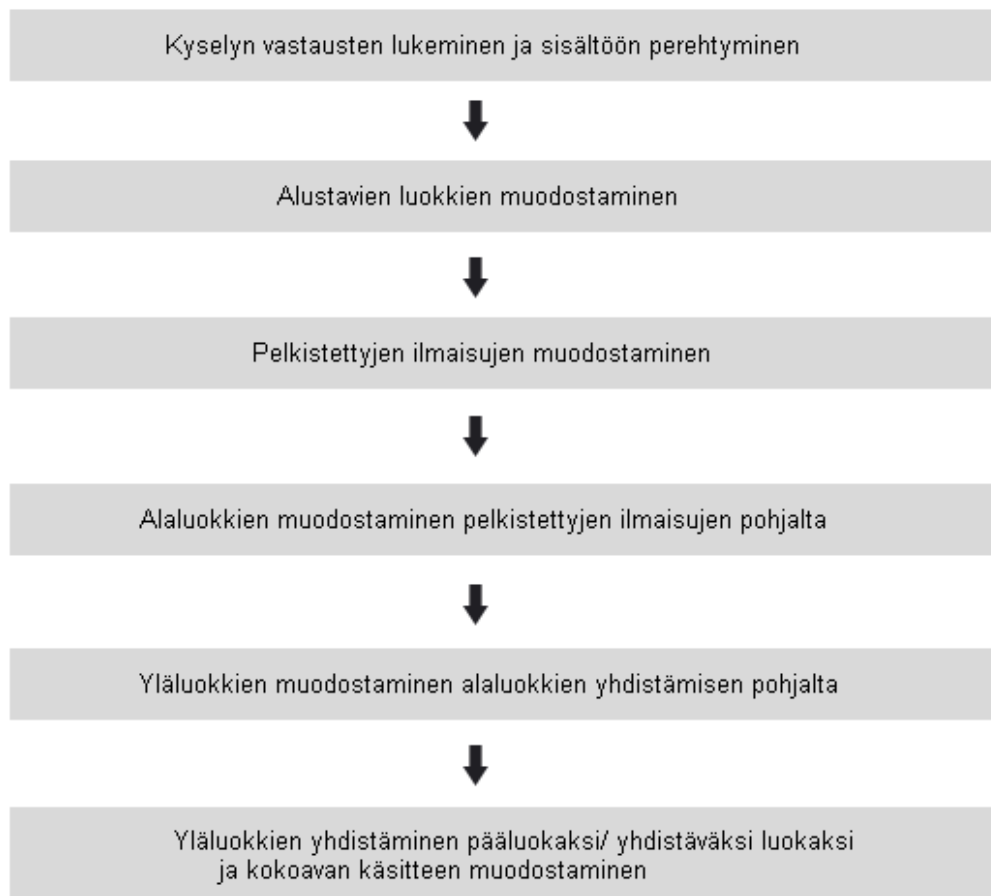 Kyselyn vastausten lukeminen ja sisältöön perehtyminen
Alustavien luokkien muodostaminen
Pelkistettyjen ilmaisujen muodostaminen
Alaluokkien muodostaminen pelkistettyjen ilmaisujen pohjalta
Yläluokkien muodostaminen alaluokkien yhdistämisen pohjalta
Yläluokkien yhdistäminen pääluokaksi/ yhdistäväksi luokaksi
ja kokoavan käsitteen muodostaminen